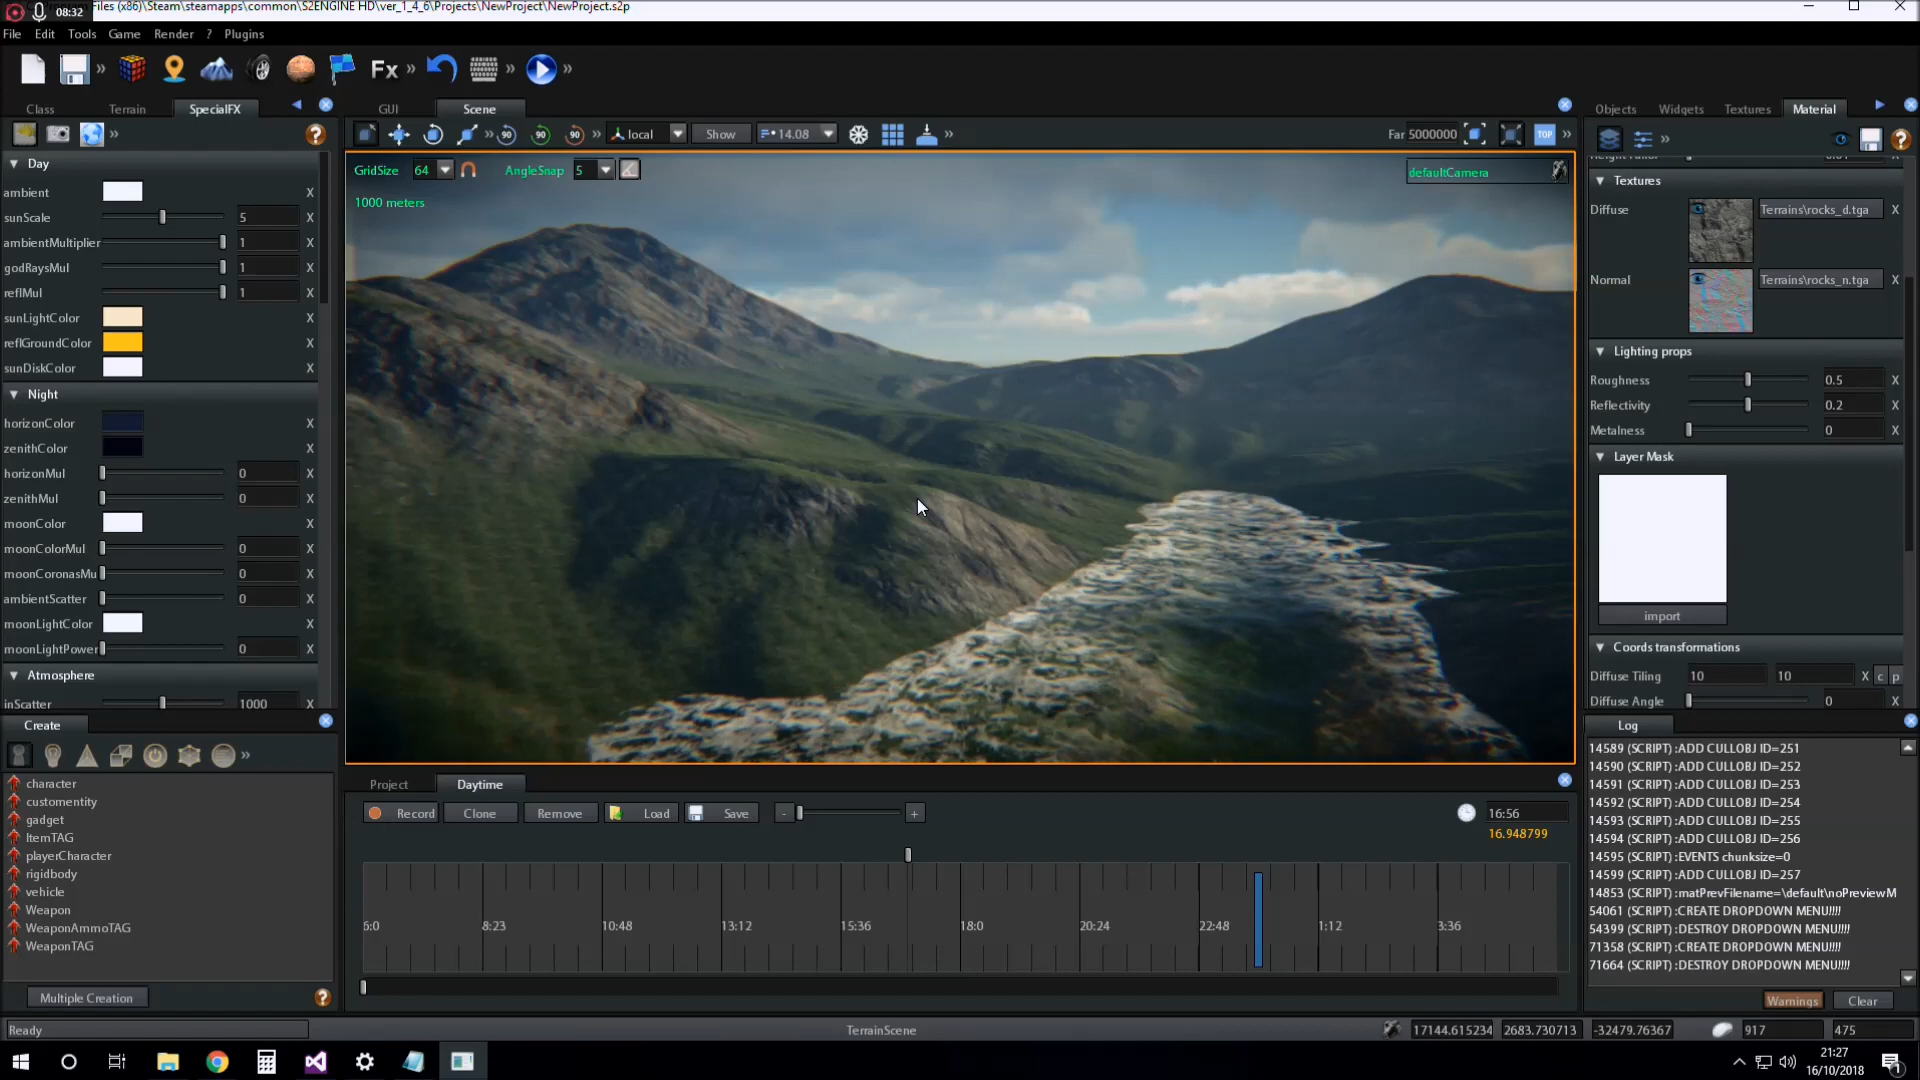 08:32
Files (x86)\Steam\steamapps\common\S2ENGINE HD\ver_1_4_6\Projects\NewProject\NewProject.s2p
File Edit Tools Game Render ? Plugins
Fx
Class Terrain SpecialFX
GUI Scene
Objects Widgets Textures Material
90 90 90 local Show 14.08
Far 5000000 TOP
Day
ambient X
sunScale 5 X
ambientMultiplier 1 X
godRaysMul 1 X
reflMul 1 X
sunLightColor X
reflGroundColor X
sunDiskColor X
Night
horizonColor X
zenithColor X
horizonMul 0 X
zenithMul 0 X
moonColor X
moonColorMul 0 X
moonCoronasMu 0 X
ambientScatter 0 X
moonLightColor X
moonLightPower 0 X
Atmosphere
inScatter 1000 X
GridSize 64 AngleSnap 5
defaultCamera
1000 meters
Textures
Diffuse Terrains\rocks_d.tga X
Normal Terrains\rocks_n.tga X
Lighting props
Roughness 0.5 X
Reflectivity 0.2 X
Metalness 0 X
Layer Mask
import
Coords transformations
Diffuse Tiling 10 10 X c p
Diffuse Angle 0 X
Create
character
customentity
gadget
ItemTAG
playerCharacter
rigidbody
vehicle
Weapon
WeaponAmmoTAG
WeaponTAG
Multiple Creation
Project Daytime
Record Clone Remove Load Save - +
16:56
16.948799
6:0 8:23 10:48 13:12 15:36 18:0 20:24 22:48 1:12 3:36
Log
14589 (SCRIPT) :ADD CULLOBJ ID=251
14590 (SCRIPT) :ADD CULLOBJ ID=252
14591 (SCRIPT) :ADD CULLOBJ ID=253
14592 (SCRIPT) :ADD CULLOBJ ID=254
14593 (SCRIPT) :ADD CULLOBJ ID=255
14594 (SCRIPT) :ADD CULLOBJ ID=256
14595 (SCRIPT) :EVENTS chunksize=0
14599 (SCRIPT) :ADD CULLOBJ ID=257
14853 (SCRIPT) :matPrevFilename=\default\noPreviewM
54061 (SCRIPT) :CREATE DROPDOWN MENU!!!!
54399 (SCRIPT) :DESTROY DROPDOWN MENU!!!!
71358 (SCRIPT) :CREATE DROPDOWN MENU!!!!
71664 (SCRIPT) :DESTROY DROPDOWN MENU!!!!
Warnings Clear
Ready TerrainScene 17144.615234 2683.730713 -32479.76367 917 475
21:27
16/10/2018
1